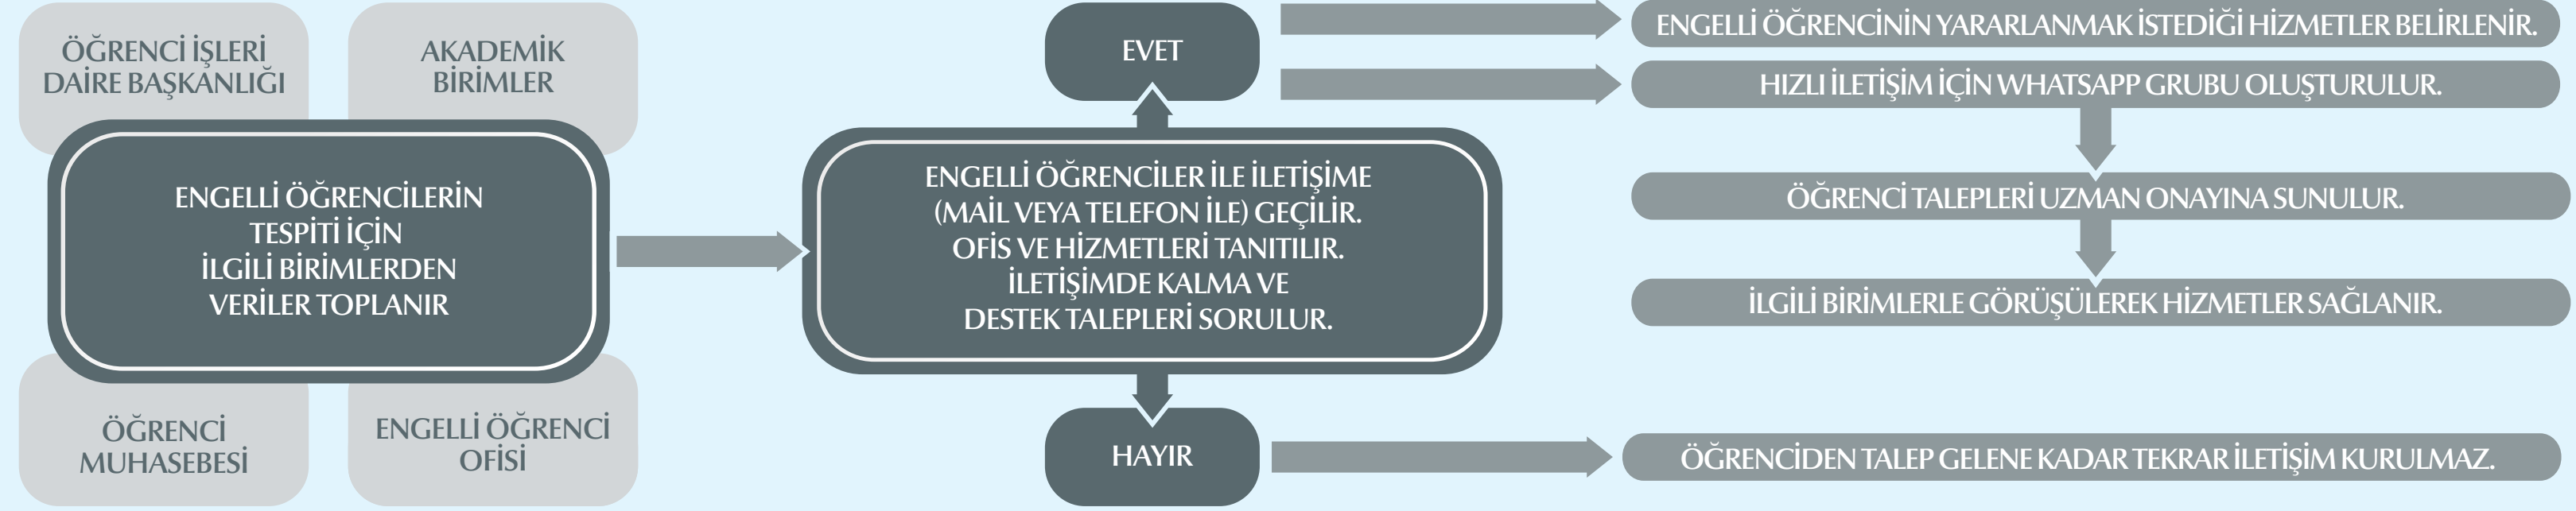 ÖĞRENCİ İŞLERİ
DAİRE BAŞKANLIĞI
AKADEMİK
BİRİMLER
ENGELLİ ÖĞRENCİLERİN
TESPİTİ İÇİN
İLGİLİ BİRİMLERDEN
VERİLER TOPLANIR
ÖĞRENCİ
MUHASEBESİ
ENGELLİ ÖĞRENCİ
OFİSİ
ENGELLİ ÖĞRENCİLER İLE İLETİŞİME
(MAİL VEYA TELEFON İLE) GEÇİLİR.
OFİS VE HİZMETLERİ TANITILIR.
İLETİŞİMDE KALMA VE
DESTEK TALEPLERİ SORULUR.
EVET
ENGELLİ ÖĞRENCİNİN YARARLANMAK İSTEDİĞİ HİZMETLER BELİRLENİR.
HIZLI İLETİŞİM İÇİN WHATSAPP GRUBU OLUŞTURULUR.
ÖĞRENCİ TALEPLERİ UZMAN ONAYINA SUNULUR.
İLGİLİ BİRİMLERLE GÖRÜŞÜLEREK HİZMETLER SAĞLANIR.
HAYIR
ÖĞRENCİDEN TALEP GELENE KADAR TEKRAR İLETİŞİM KURULMAZ.